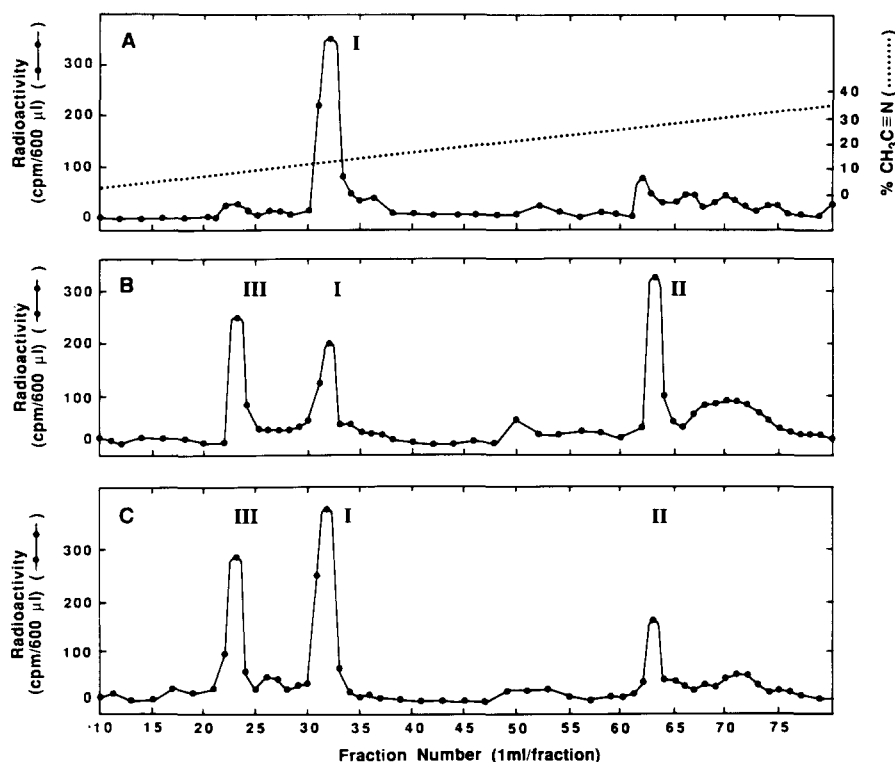 A
I
Radioactivity
(cpm/600 µl) (—)
300
200
100
0
40
30
20
10
0
% CH₃C≡N (.........)
B
III
I
II
Radioactivity
(cpm/600 µl) (—)
300
200
100
0
C
III
I
II
Radioactivity
(cpm/600 µl) (—)
300
200
100
0
10 15 20 25 30 35 40 45 50 55 60 65 70
Fraction Number (1ml/fraction)